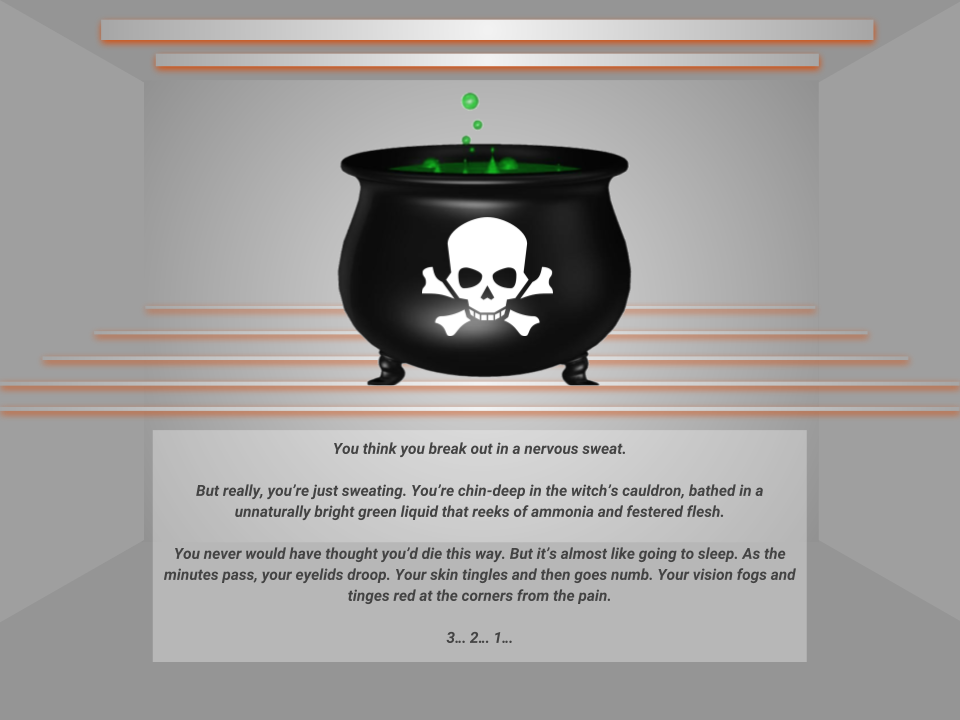 You think you break out in a nervous sweat.
But really, you’re just sweating. You’re chin-deep in the witch’s cauldron, bathed in a
unnaturally bright green liquid that reeks of ammonia and festered flesh.
You never would have thought you’d die this way. But it’s almost like going to sleep. As the
minutes pass, your eyelids droop. Your skin tingles and then goes numb. Your vision fogs and
tinges red at the corners from the pain.
3... 2... 1...